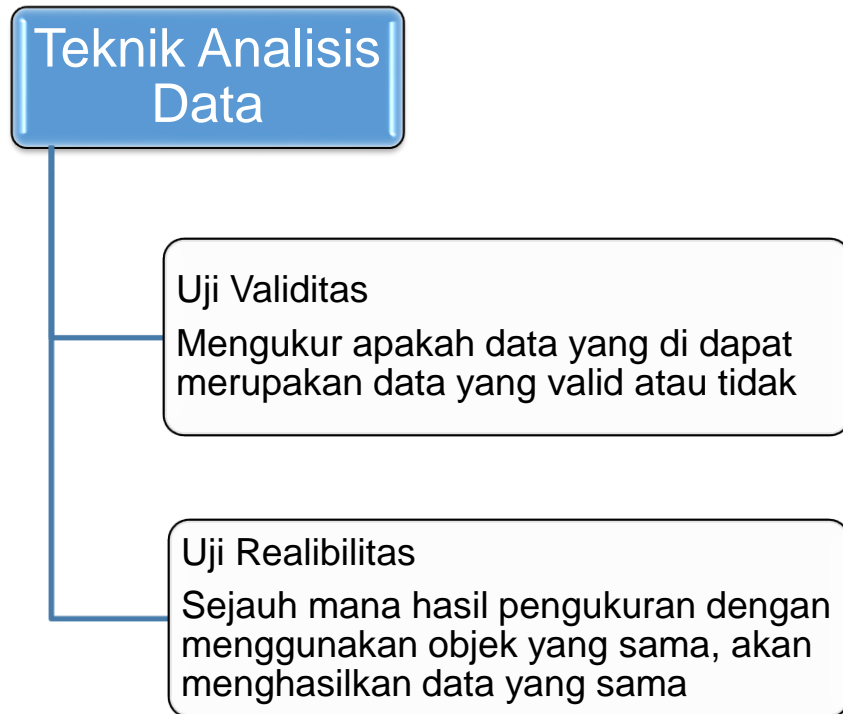 Teknik Analisis
Data
Uji Validitas
Mengukur apakah data yang di dapat
merupakan data yang valid atau tidak
Uji Realibilitas
Sejauh mana hasil pengukuran dengan
menggunakan objek yang sama, akan
menghasilkan data yang sama